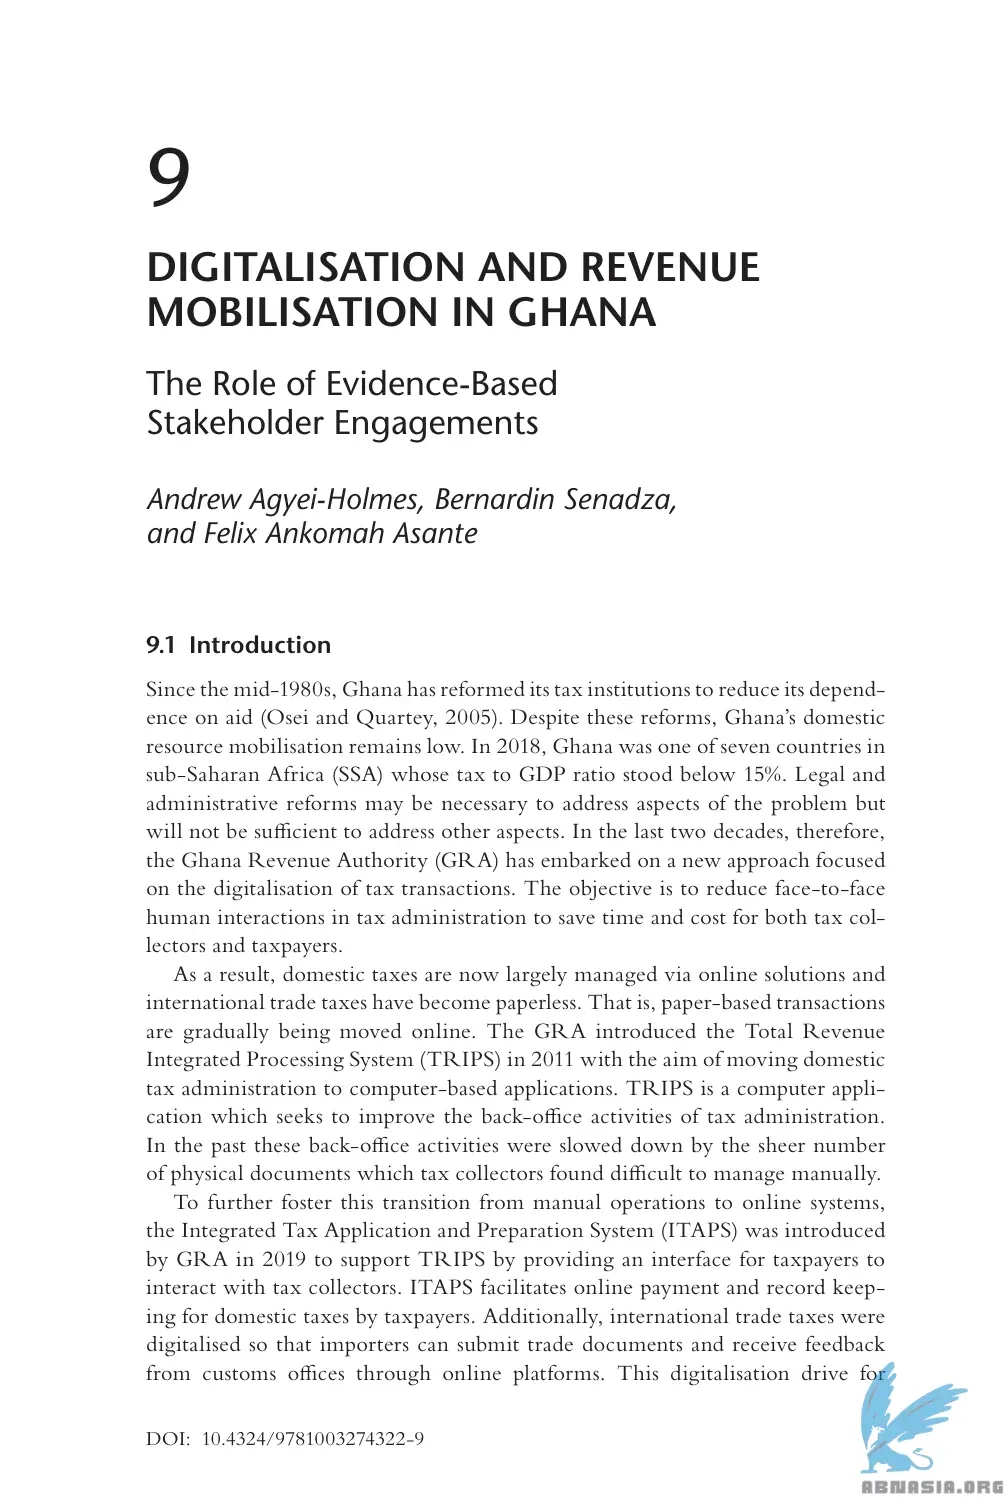 9
DIGITALISATION AND REVENUE
MOBILISATION IN GHANA
The Role of Evidence-Based
Stakeholder Engagements
Andrew Agyei-Holmes, Bernardin Senadza,
and Felix Ankomah Asante
9.1 Introduction
Since the mid-1980s, Ghana has reformed its tax institutions to reduce its depend-
ence on aid (Osei and Quartey, 2005). Despite these reforms, Ghana’s domestic
resource mobilisation remains low. In 2018, Ghana was one of seven countries in
sub-Saharan Africa (SSA) whose tax to GDP ratio stood below 15%. Legal and
administrative reforms may be necessary to address aspects of the problem but
will not be sufficient to address other aspects. In the last two decades, therefore,
the Ghana Revenue Authority (GRA) has embarked on a new approach focused
on the digitalisation of tax transactions. The objective is to reduce face-to-face
human interactions in tax administration to save time and cost for both tax col-
lectors and taxpayers.
As a result, domestic taxes are now largely managed via online solutions and
international trade taxes have become paperless. That is, paper-based transactions
are gradually being moved online. The GRA introduced the Total Revenue
Integrated Processing System (TRIPS) in 2011 with the aim of moving domestic
tax administration to computer-based applications. TRIPS is a computer appli-
cation which seeks to improve the back-office activities of tax administration.
In the past these back-office activities were slowed down by the sheer number
of physical documents which tax collectors found difficult to manage manually.
To further foster this transition from manual operations to online systems,
the Integrated Tax Application and Preparation System (ITAPS) was introduced
by GRA in 2019 to support TRIPS by providing an interface for taxpayers to
interact with tax collectors. ITAPS facilitates online payment and record keep-
ing for domestic taxes by taxpayers. Additionally, international trade taxes were
digitalised so that importers can submit trade documents and receive feedback
from customs offices through online platforms. This digitalisation drive for
DOI: 10.4324/9781003274322-9
ABNASIA.ORG